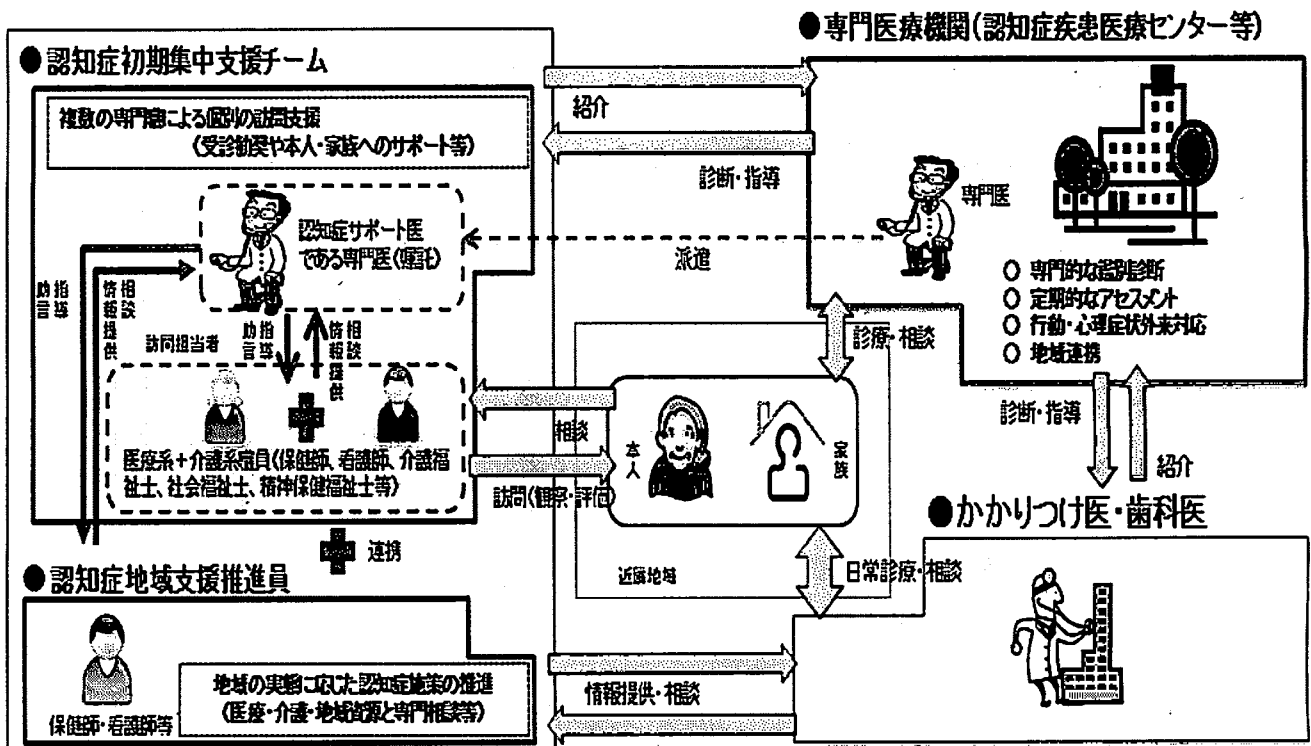 ●認知症初期集中支援チーム
複数の専門職による個別の訪問支援
(受診勧奨や本人・家族へのサポート等)
認知症サポート医
である専門医(嘱託)
指導
助言
相談
情報提供
訪問担当者
指導
助言
相談
情報提供
医療系+介護系職員(保健師、看護師、介護福
祉士、社会福祉士、精神保健福祉士等)
連携
●認知症地域支援推進員
保健師・看護師等
地域の実態に応じた認知症施策の推進
(医療・介護・地域資源と専門相談等)
紹介
診断・指導
派遣
相談
訪問(観察・評価)
本人
家族
近隣地域
診療・相談
日常診療・相談
情報提供・相談
●専門医療機関(認知症疾患医療センター等)
専門医
○ 専門的な鑑別診断
○ 定期的なアセスメント
○ 行動・心理症状外来対応
○ 地域連携
診断・指導
紹介
●かかりつけ医・歯科医